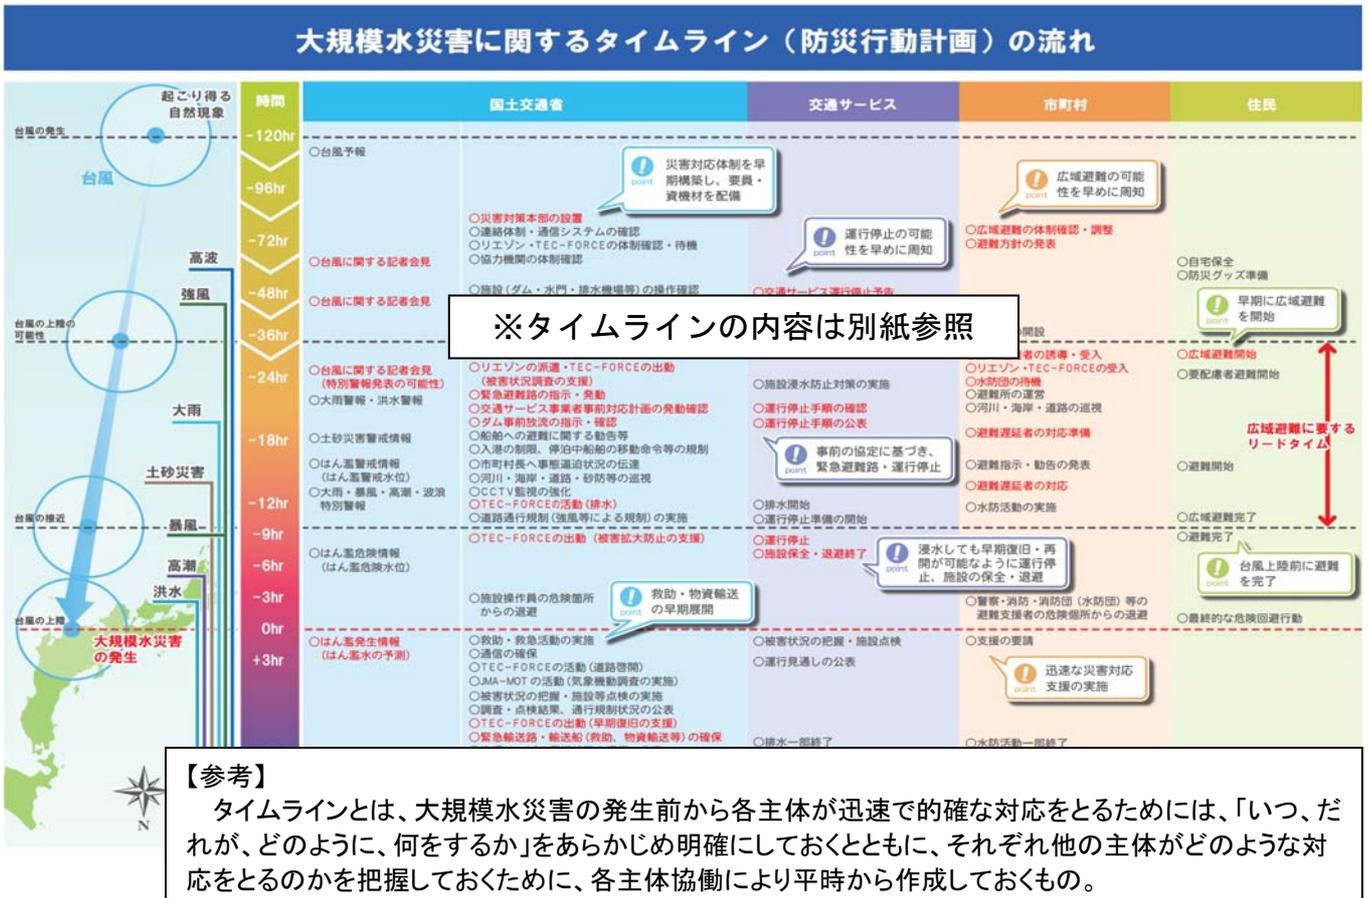 大規模水災害に関するタイムライン（防災行動計画）の流れ
起こり得る
自然現象
時間
国土交通省
交通サービス
市町村
住民
台風の発生
台風
高波
強風
台風の上陸の
可能性
大雨
土砂災害
台風の接近
暴風
高潮
洪水
台風の上陸
大規模水災害
の発生
N
-120hr
-96hr
-72hr
-48hr
-36hr
-24hr
-18hr
-12hr
-9hr
-6hr
-3hr
0hr
+3hr
○台風予報
○台風に関する記者会見
○台風に関する記者会見
○台風に関する記者会見
（特別警報発表の可能性）
○大雨警報・洪水警報
○土砂災害警戒情報
○はん濫警戒情報
（はん濫警戒水位）
○大雨・暴風・高潮・波浪
特別警報
○はん濫危険情報
（はん濫危険水位）
○はん濫発生情報
（はん濫水の予測）
! point
災害対応体制を早
期構築し、要員・
資機材を配備
○災害対策本部の設置
○連絡体制・通信システムの確認
○リエゾン・TEC-FORCEの体制確認・待機
○協力機関の体制確認
○施設（ダム・水門・排水機場等）の操作確認
○リエゾンの派遣・TEC-FORCEの出動
（被害状況調査の支援）
○緊急避難路の指示・発動
○交通サービス事業者事前対応計画の発動確認
○ダム事前放流の指示・確認
○船舶への避難に関する勧告等
○入港の制限、停泊中船舶の移動命令等の規制
○市町村長へ事態逼迫状況の伝達
○河川・海岸・道路・砂防等の巡視
○CCTV監視の強化
○TEC-FORCEの活動（排水）
○道路通行規制（強風等による規制）の実施
○TEC-FORCEの出動（被害拡大防止の支援）
○施設操作員の危険箇所
からの退避
! point
救助・物資輸送
の早期展開
○救助・救急活動の実施
○通信の確保
○TEC-FORCEの活動（道路啓開）
○JMA-MOTの活動（気象機動調査の実施）
○被害状況の把握・施設等点検の実施
○調査・点検結果、通行規制状況の公表
○TEC-FORCEの出動（早期復旧の支援）
○緊急輸送路・輸送船（救助、物資輸送等）の確保
! point
運行停止の可能
性を早めに周知
○交通サービス運行停止予告
○施設浸水防止対策の実施
○運行停止手順の確認
○運行停止手順の公表
! point
事前の協定に基づき、
緊急避難路・運行停止
○排水開始
○運行停止準備の開始
○運行停止
○施設保全・退避終了
! point
浸水しても早期復旧・再
開が可能なように運行停
止、施設の保全・退避
○被害状況の把握・施設点検
○運行見通しの公表
○排水一部終了
! point
広域避難の可能
性を早めに周知
○広域避難の体制確認・調整
○避難方針の発表
開設
者の誘導・受入
○リエゾン・TEC-FORCEの受入
○水防団の待機
○避難所の運営
○河川・海岸・道路の巡視
○避難遅延者の対応準備
○避難指示・勧告の発表
○避難遅延者の対応
○水防活動の実施
○警察・消防・消防団（水防団）等の
避難支援者の危険個所からの退避
○支援の要請
! point
迅速な災害対応
支援の実施
○水防活動一部終了
○自宅保全
○防災グッズ準備
! point
早期に広域避難
を開始
○広域避難開始
○要配慮者避難開始
広域避難に要する
リードタイム
○避難開始
○広域避難完了
○避難完了
! point
台風上陸前に避難
を完了
○最終的な危険回避行動
※タイムラインの内容は別紙参照
【参考】
タイムラインとは、大規模水災害の発生前から各主体が迅速で的確な対応をとるためには、「いつ、だ
れが、どのように、何をするか」をあらかじめ明確にしておくとともに、それぞれ他の主体がどのような対
応をとるのかを把握しておくために、各主体協働により平時から作成しておくもの。